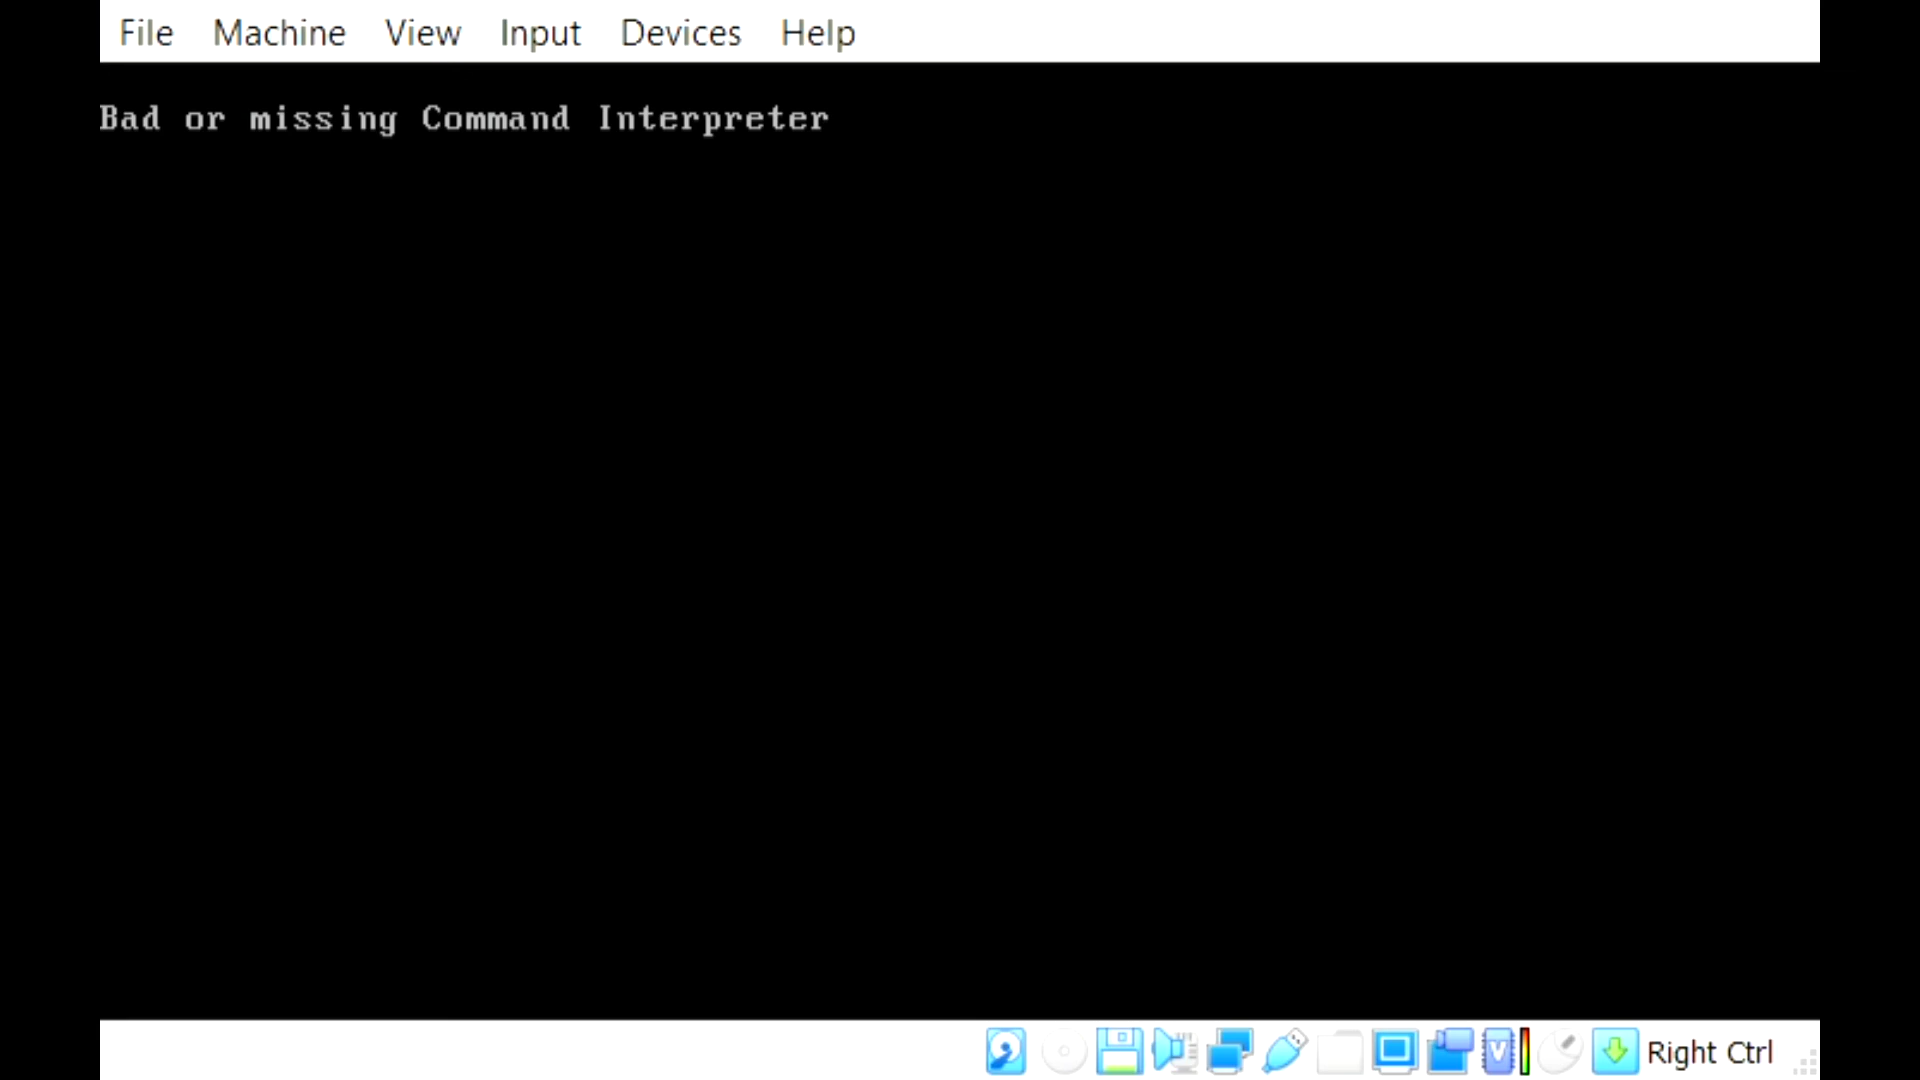 File Machine View Input Devices Help
Bad or missing Command Interpreter
V Right Ctrl